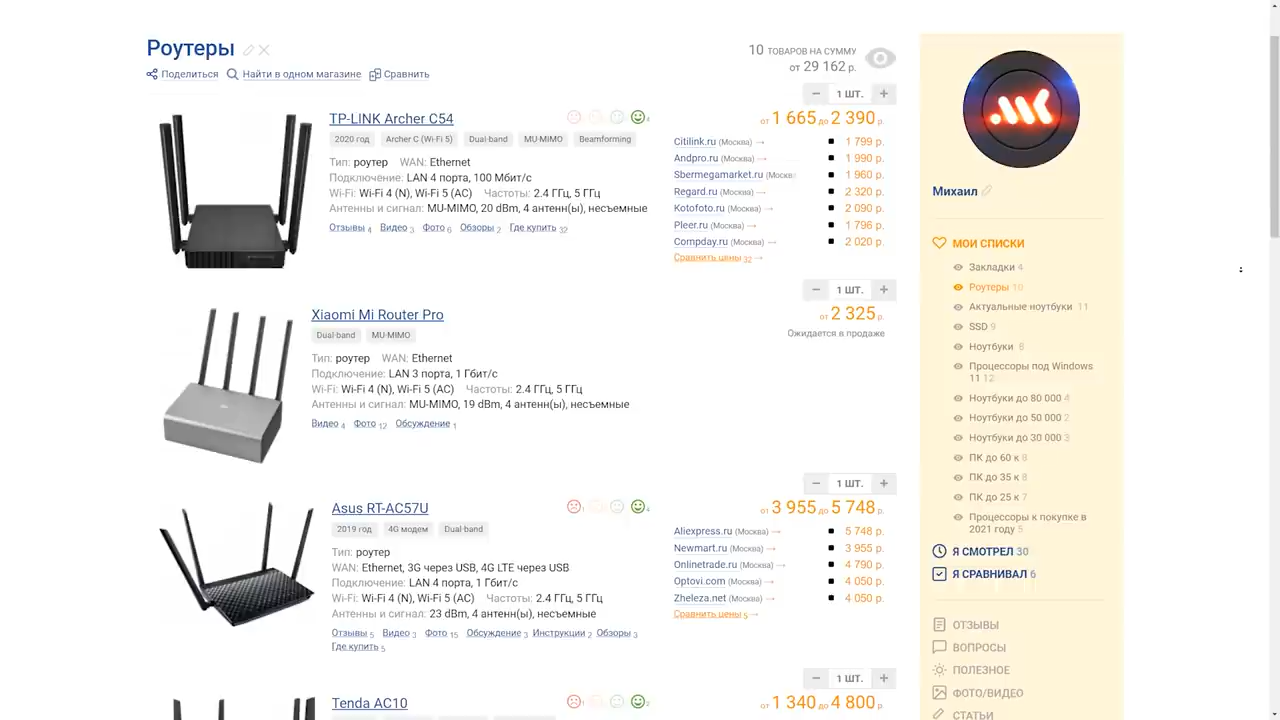 Роутеры
Поделиться Найти в одном магазине Сравнить
10 ТОВАРОВ НА СУММУ
от 29 162 р.
− 1 ШТ. +
TP-LINK Archer C54
4
от 1 665 до 2 390 р.
2020 год Archer C (Wi-Fi 5) Dual-band MU-MIMO Beamforming
Тип: роутер WAN: Ethernet
Подключение: LAN 4 порта, 100 Мбит/с
Wi-Fi: Wi-Fi 4 (N), Wi-Fi 5 (AC) Частоты: 2.4 ГГц, 5 ГГц
Антенны и сигнал: MU-MIMO, 20 dBm, 4 антенн(ы), несъемные
Отзывы 4 Видео 3 Фото 6 Обзоры 2 Где купить 32
Citilink.ru (Москва) → 1 799 р.
Andpro.ru (Москва) → 1 990 р.
Sbermegamarket.ru (Москв 1 960 р.
Regard.ru (Москва) → 2 320 р.
Kotofoto.ru (Москва) → 2 090 р.
Pleer.ru (Москва) → 1 796 р.
Compday.ru (Москва) → 2 020 р.
Сравнить цены 32 →
− 1 ШТ. +
Xiaomi Mi Router Pro
от 2 325 р.
Ожидается в продаже
Dual-band MU-MIMO
Тип: роутер WAN: Ethernet
Подключение: LAN 3 порта, 1 Гбит/с
Wi-Fi: Wi-Fi 4 (N), Wi-Fi 5 (AC) Частоты: 2.4 ГГц, 5 ГГц
Антенны и сигнал: MU-MIMO, 19 dBm, 4 антенн(ы), несъемные
Видео 4 Фото 12 Обсуждение 1
− 1 ШТ. +
Asus RT-AC57U
1 4
от 3 955 до 5 748 р.
2019 год 4G модем Dual-band
Тип: роутер
WAN: Ethernet, 3G через USB, 4G LTE через USB
Подключение: LAN 4 порта, 1 Гбит/с
Wi-Fi: Wi-Fi 4 (N), Wi-Fi 5 (AC) Частоты: 2.4 ГГц, 5 ГГц
Антенны и сигнал: 23 dBm, 4 антенн(ы), несъемные
Отзывы 5 Видео 3 Фото 15 Обсуждение 3 Инструкции 2 Обзоры 3
Где купить 5
Aliexpress.ru (Москва) → 5 748 р.
Newmart.ru (Москва) → 3 955 р.
Onlinetrade.ru (Москва) → 4 790 р.
Optovi.com (Москва) → 4 050 р.
Zheleza.net (Москва) → 4 050 р.
Сравнить цены 5 →
− 1 ШТ. +
Tenda AC10
1 2
от 1 340 до 4 800 р.
Михаил
МОИ СПИСКИ
Закладки 4
Роутеры 10
Актуальные ноутбуки 11
SSD 9
Ноутбуки 8
Процессоры под Windows
11 12
Ноутбуки до 80 000 4
Ноутбуки до 50 000 2
Ноутбуки до 30 000 3
ПК до 60 к 8
ПК до 35 к 8
ПК до 25 к 7
Процессоры к покупке в
2021 году 5
Я СМОТРЕЛ 30
Я СРАВНИВАЛ 6
ОТЗЫВЫ
ВОПРОСЫ
ПОЛЕЗНОЕ
ФОТО/ВИДЕО
СТАТЬИ